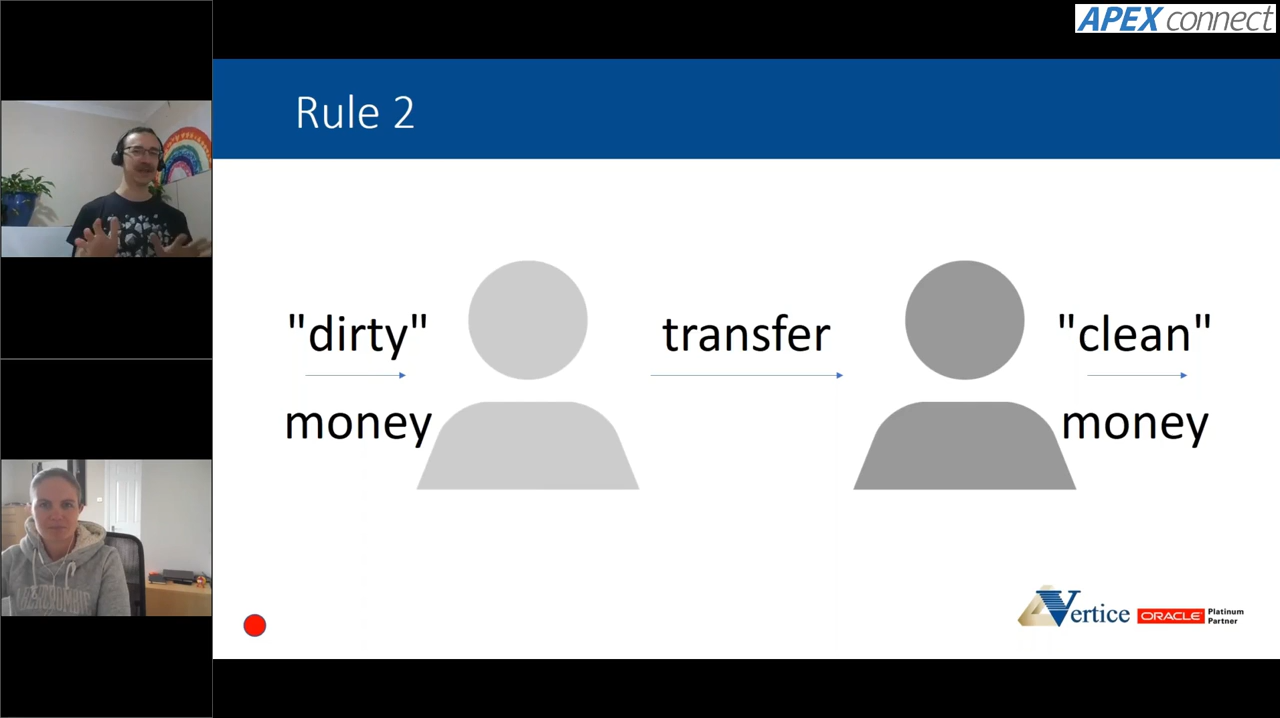 APEX connect
Rule 2
"dirty"
money
transfer
"clean"
money
Vertice ORACLE Platinum
Partner